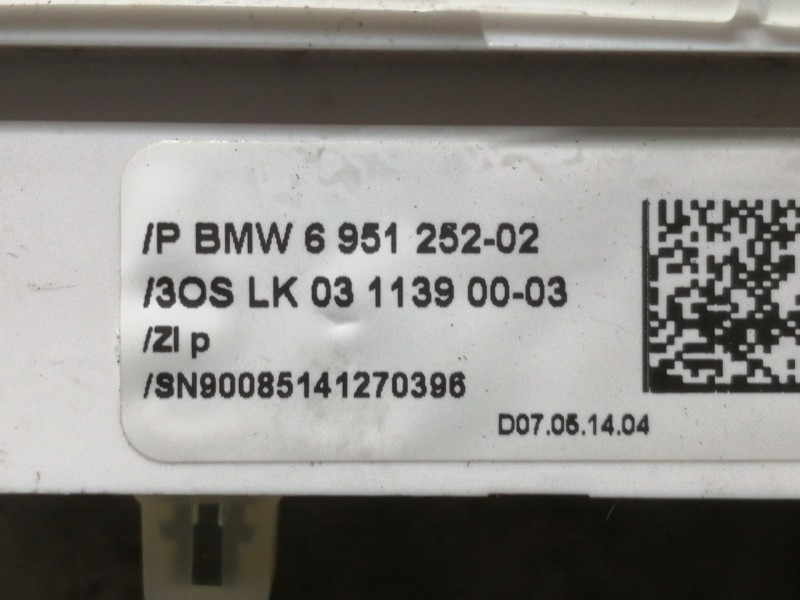 /P BMW 6 951 252-02
/3OS LK 03 1139 00-03
/ZI p
/SN90085141270396
D07.05.14.04